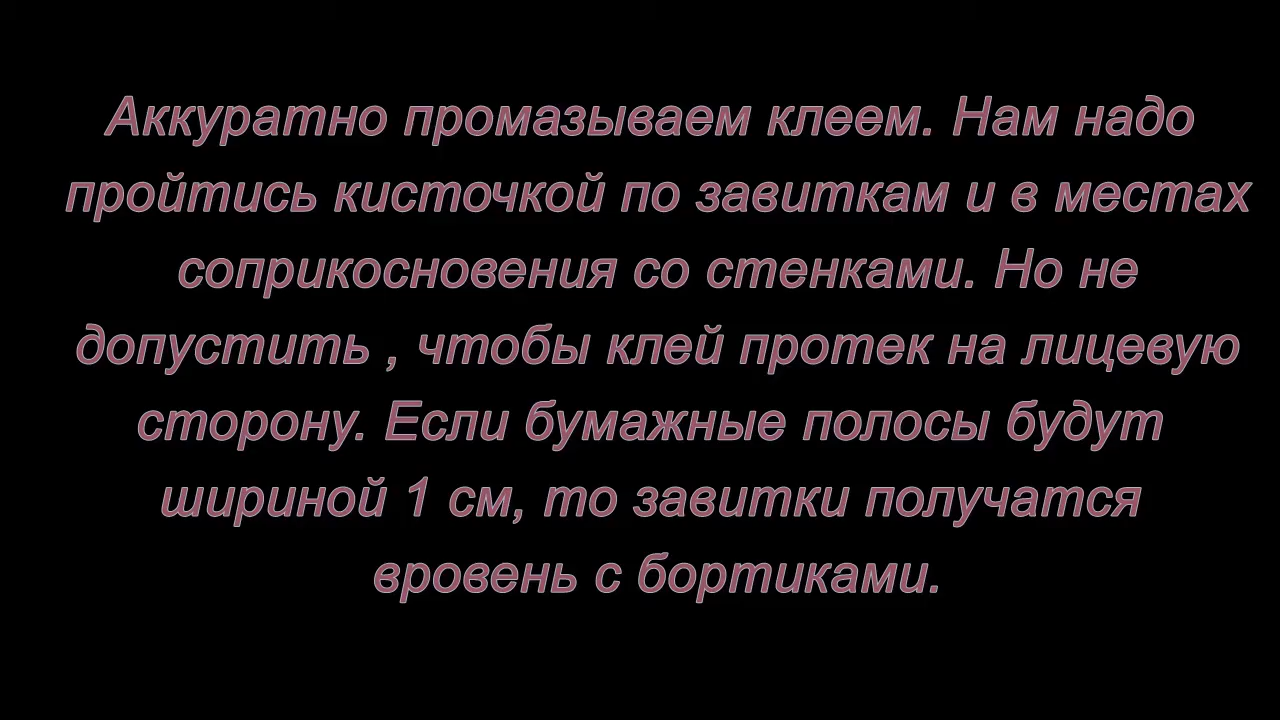 Аккуратно промазываем клеем. Нам надо
пройтись кисточкой по завиткам и в местах
соприкосновения со стенками. Но не
допустить , чтобы клей протек на лицевую
сторону. Если бумажные полосы будут
шириной 1 см, то завитки получатся
вровень с бортиками.